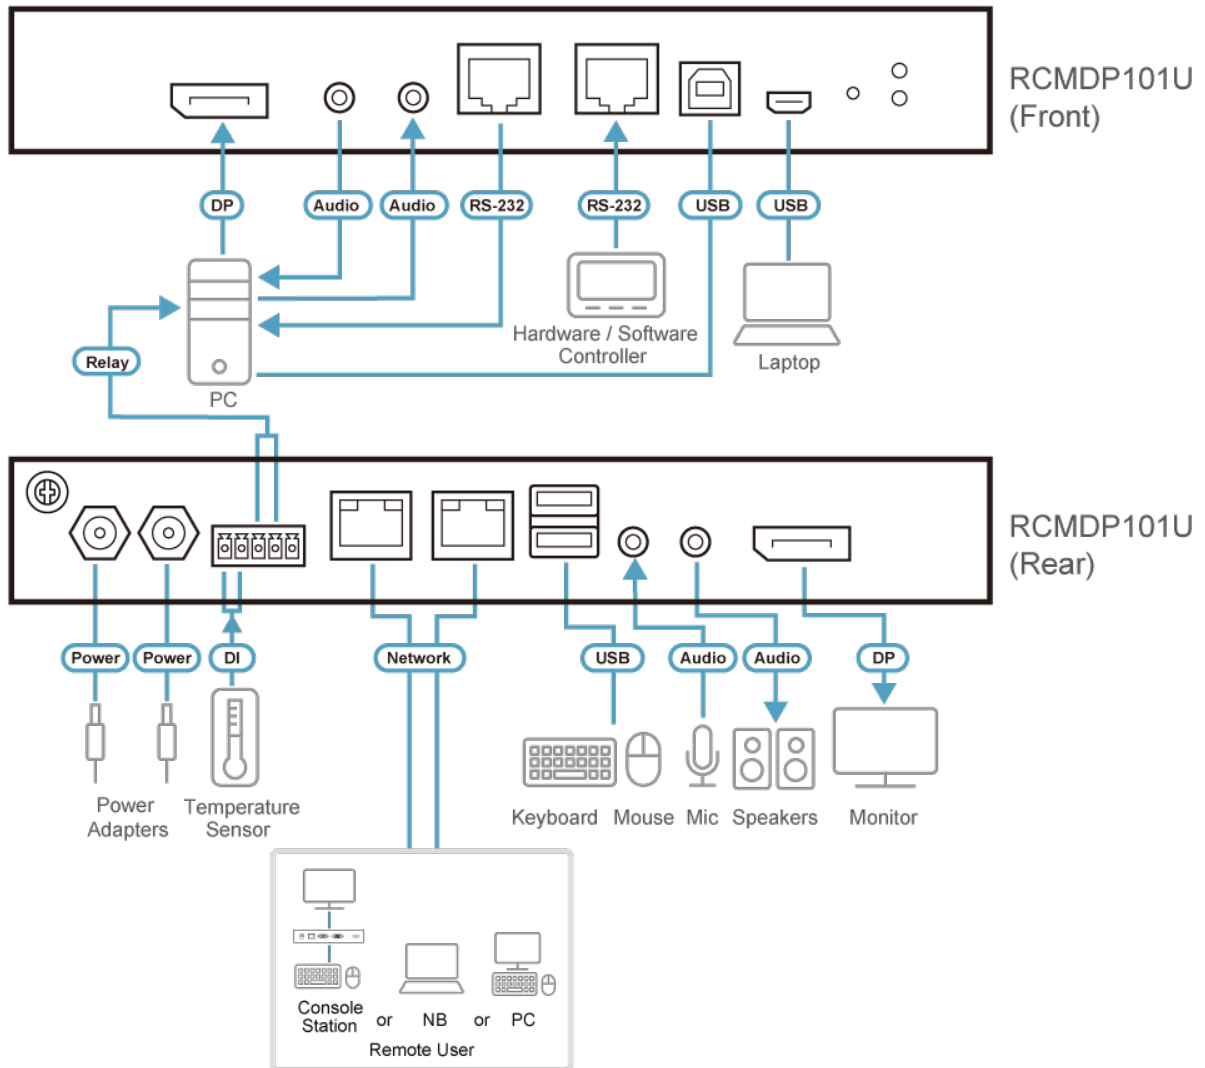 RCMDP101U
(Front)
DP
Audio
Audio
RS-232
RS-232
USB
USB
Hardware / Software
Controller
Laptop
Relay
PC
RCMDP101U
(Rear)
Power
Power
DI
Network
USB
Audio
Audio
DP
Power
Adapters
Temperature
Sensor
Keyboard
Mouse
Mic
Speakers
Monitor
Console
Station
or
NB
or
PC
Remote User